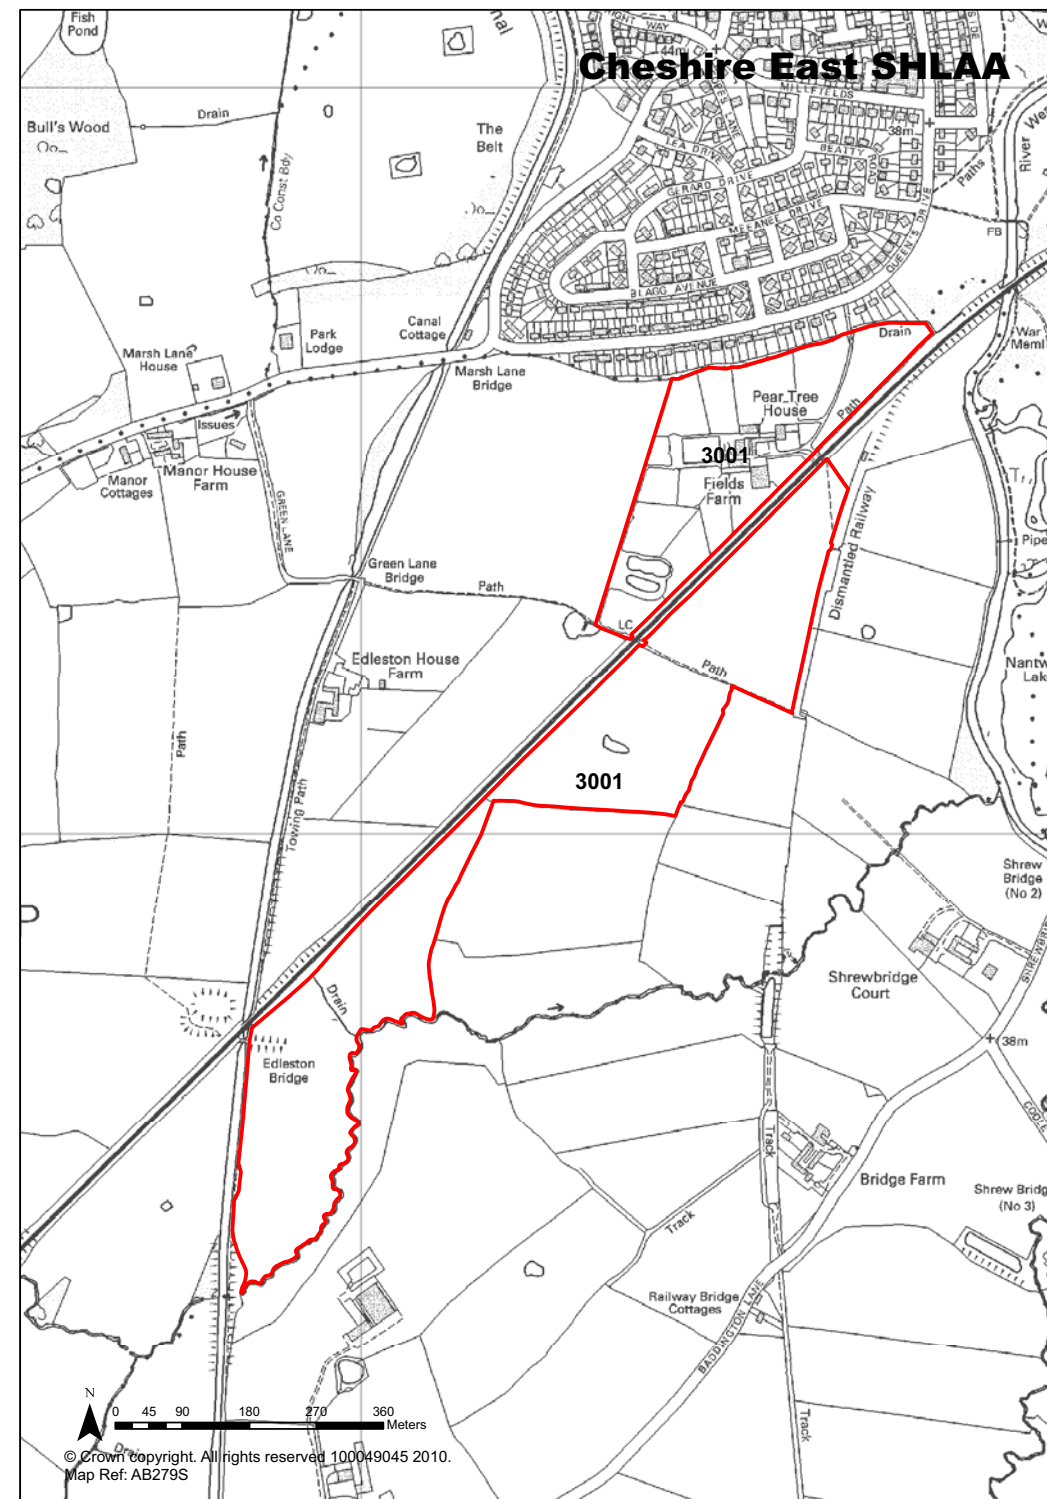 Cheshire East SHLAA
Fish
Pond
nal
44m
MILLFIELDS
Drain
Bull's Wood
The
Belt
Co Const Bdy
LEA DRIVE
BEATTY ROAD
38m
Paths
River
GERARD DRIVE
MEEANEE DRIVE
QUEEN'S DRIVE
FB
BLAGG AVENUE
Canal
Cottage
Park
Lodge
Marsh Lane
House
Marsh Lane
Bridge
Drain
War
Meml
Pear Tree
House
Path
Issues
Manor House
Farm
Manor
Cottages
3001
Fields
Farm
GREEN LANE
Dismantled Railway
Green Lane
Bridge
Path
Pipe
LC
Edleston House
Farm
Path
Nantw
Lake
Path
3001
Towing Path
Shrew
Bridge
(No 2)
Shrewbridge
Court
Drain
38m
Edleston
Bridge
Track
Bridge Farm
Shrew Bridg
(No 3)
Track
Railway Bridge
Cottages
BADDINGTON LANE
Track
N
0 45 90 180 270 360
Meters
Drain
© Crown copyright. All rights reserved 100049045 2010.
Map Ref: AB279S